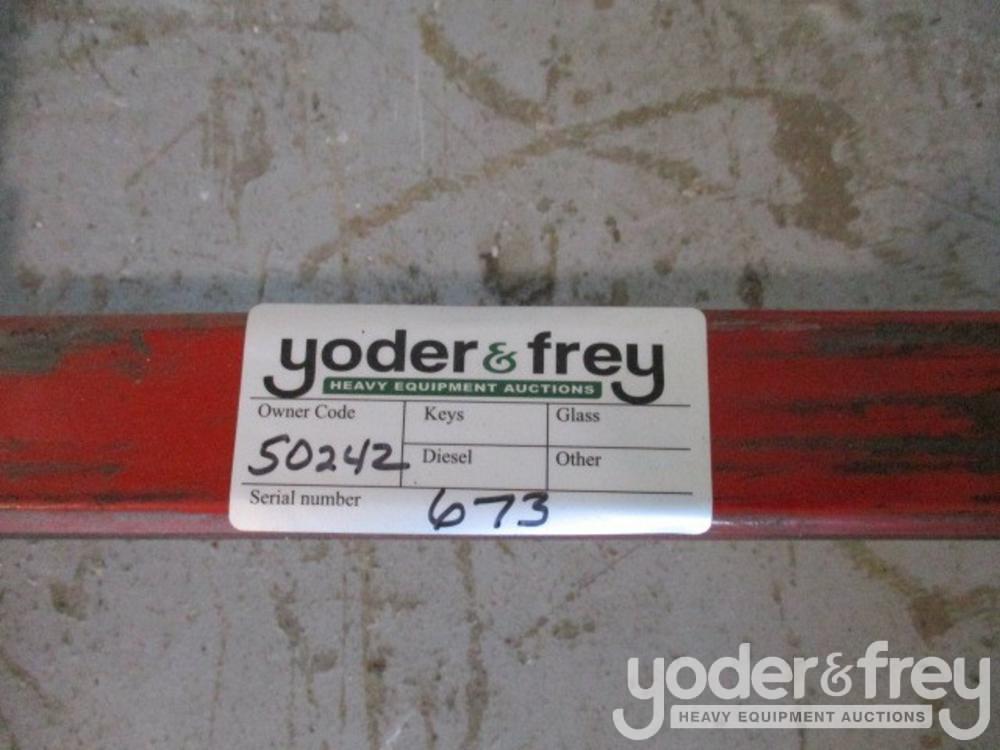 yoder & frey
HEAVY EQUIPMENT AUCTIONS
Owner Code Keys Glass
50242 Diesel Other
Serial number 673
yoder & frey
HEAVY EQUIPMENT AUCTIONS